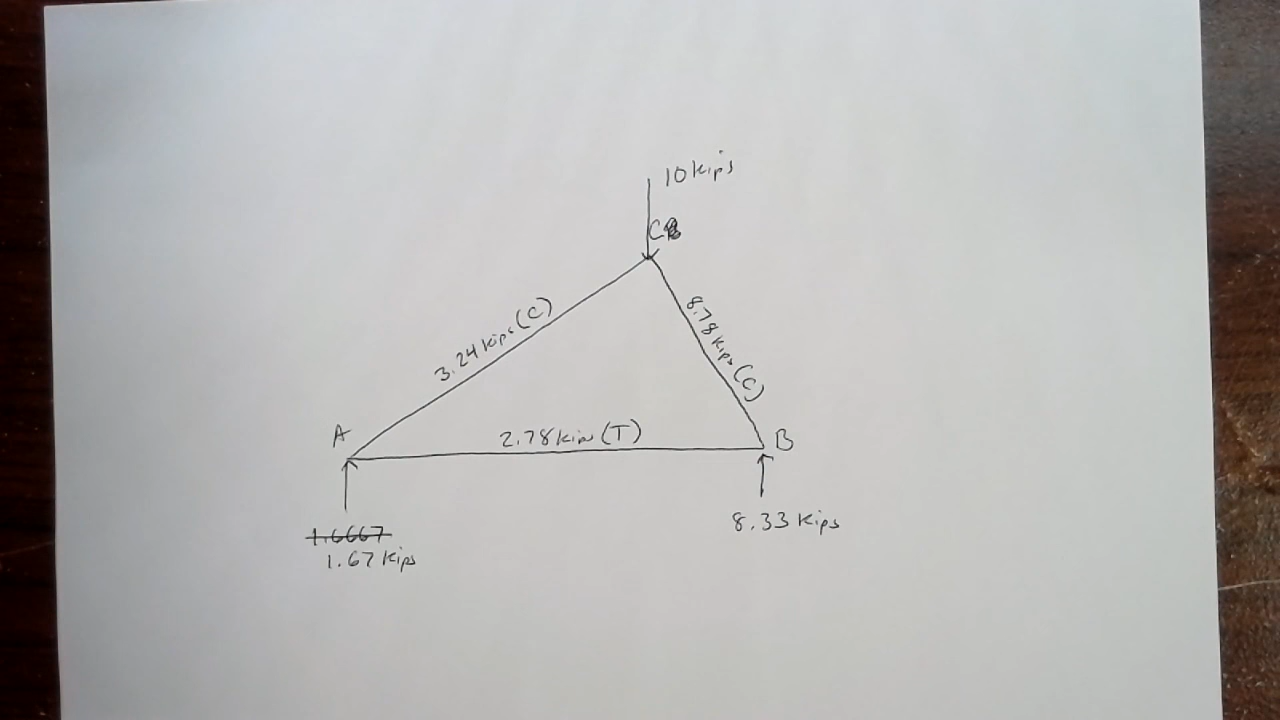 10 kips
C
3.24 kips (C)
8.78 kips (C)
A
2.78 kip (T)
B
1.6667
1.67 kips
8.33 kips